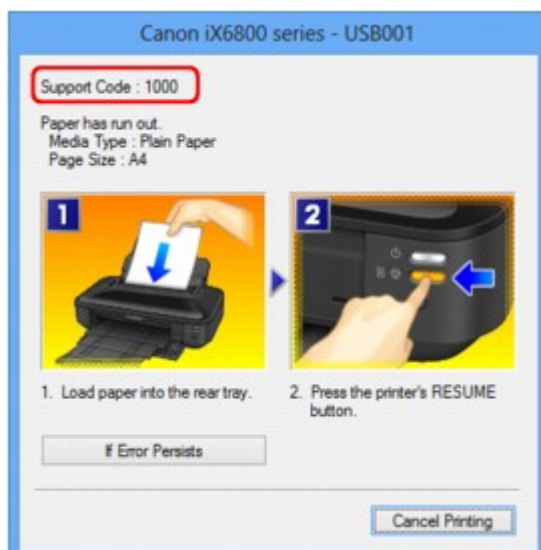 Canon iX6800 series - USB001
Support Code : 1000
Paper has run out.
Media Type : Plain Paper
Page Size : A4
1
2
1. Load paper into the rear tray.
2. Press the printer's RESUME
button.
If Error Persists
Cancel Printing